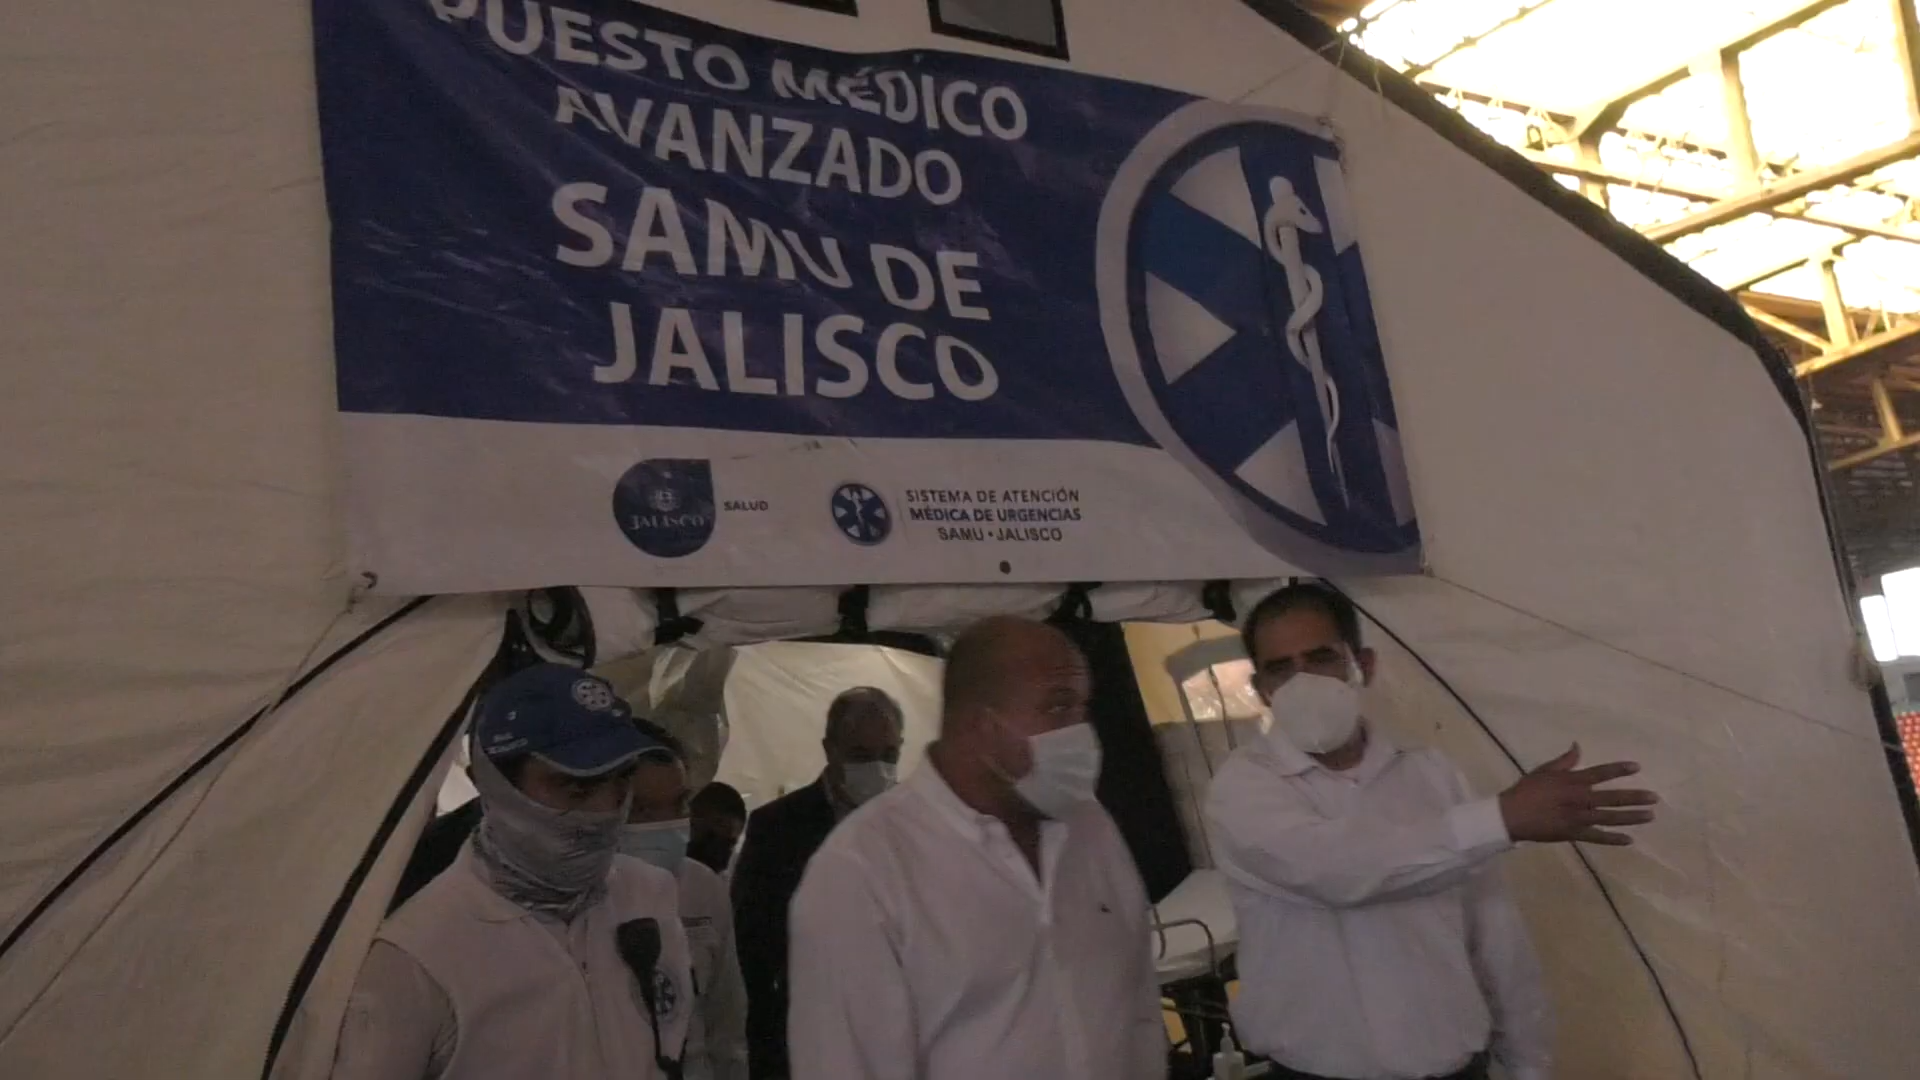 PUESTO MÉDICO
AVANZADO
SAMU DE
JALISCO
JALISCO
SALUD
SISTEMA DE ATENCIÓN
MÉDICA DE URGENCIAS
SAMU • JALISCO